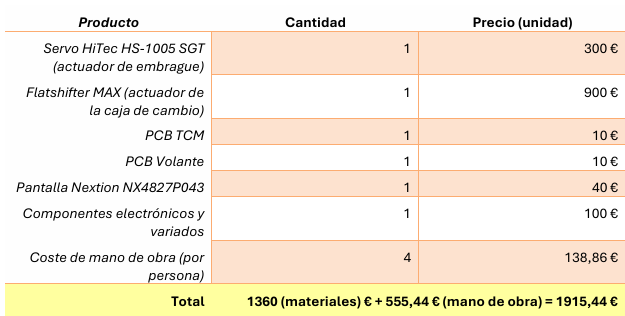 Producto Cantidad Precio (unidad)
Servo HiTec HS-1005 SGT
(actuador de embrague) 1 300 €
Flatshifter MAX (actuador de
la caja de cambio) 1 900 €
PCB TCM 1 10 €
PCB Volante 1 10 €
Pantalla Nextion NX4827P043 1 40 €
Componentes electrónicos y
variados 1 100 €
Coste de mano de obra (por
persona) 4 138,86 €
Total 1360 (materiales) € + 555,44 € (mano de obra) = 1915,44 €